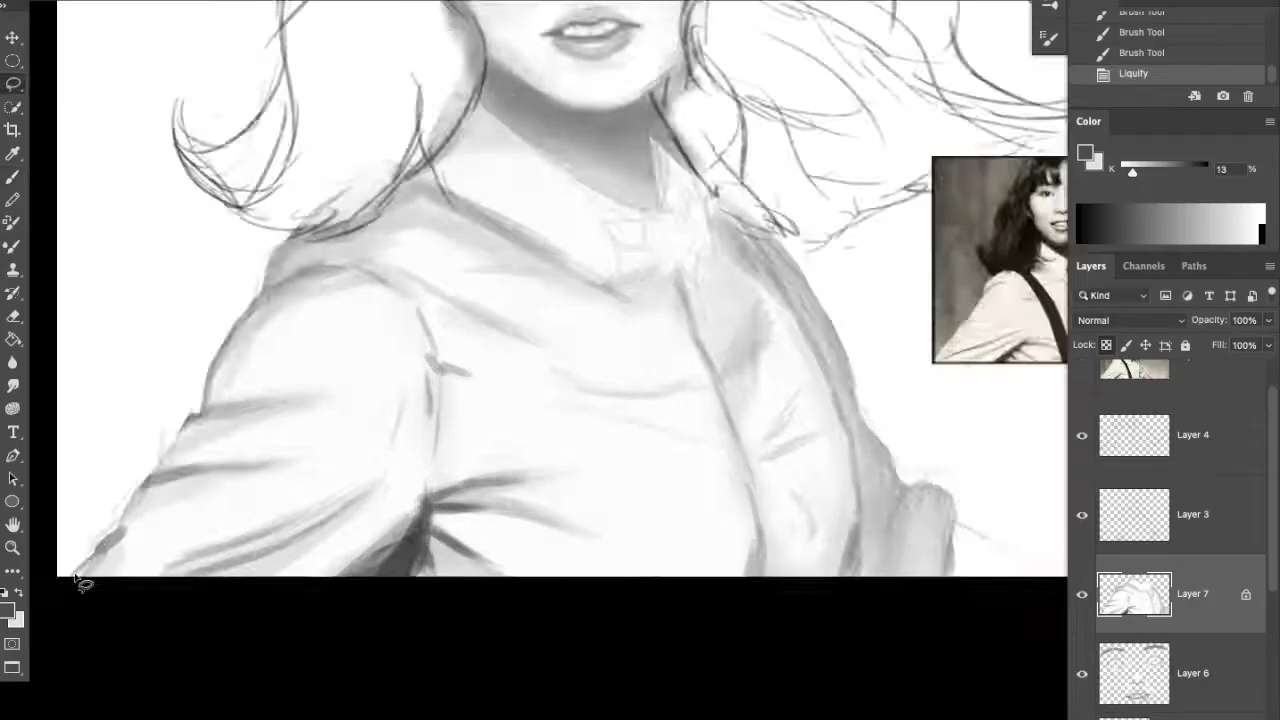 Brush Tool
Brush Tool
Brush Tool
Liquify
Color
K 13 %
Layers Channels Paths
Kind
Normal Opacity: 100%
Lock: Fill: 100%
Layer 4
Layer 3
Layer 7
Layer 6
T